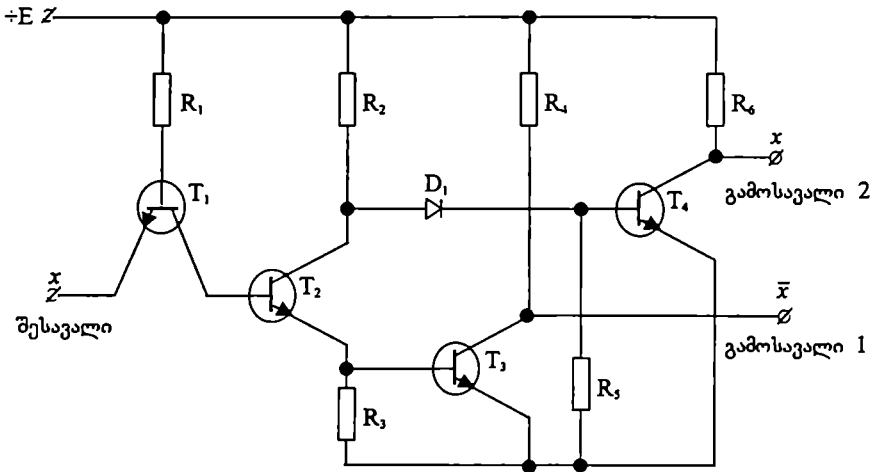 ÷E
R₁
R₂
R₄
R₆
x
T₁
D₁
T₄
გამოსავალი 2
x
შესავალი
T₂
x̄
გამოსავალი 1
T₃
R₅
R₃